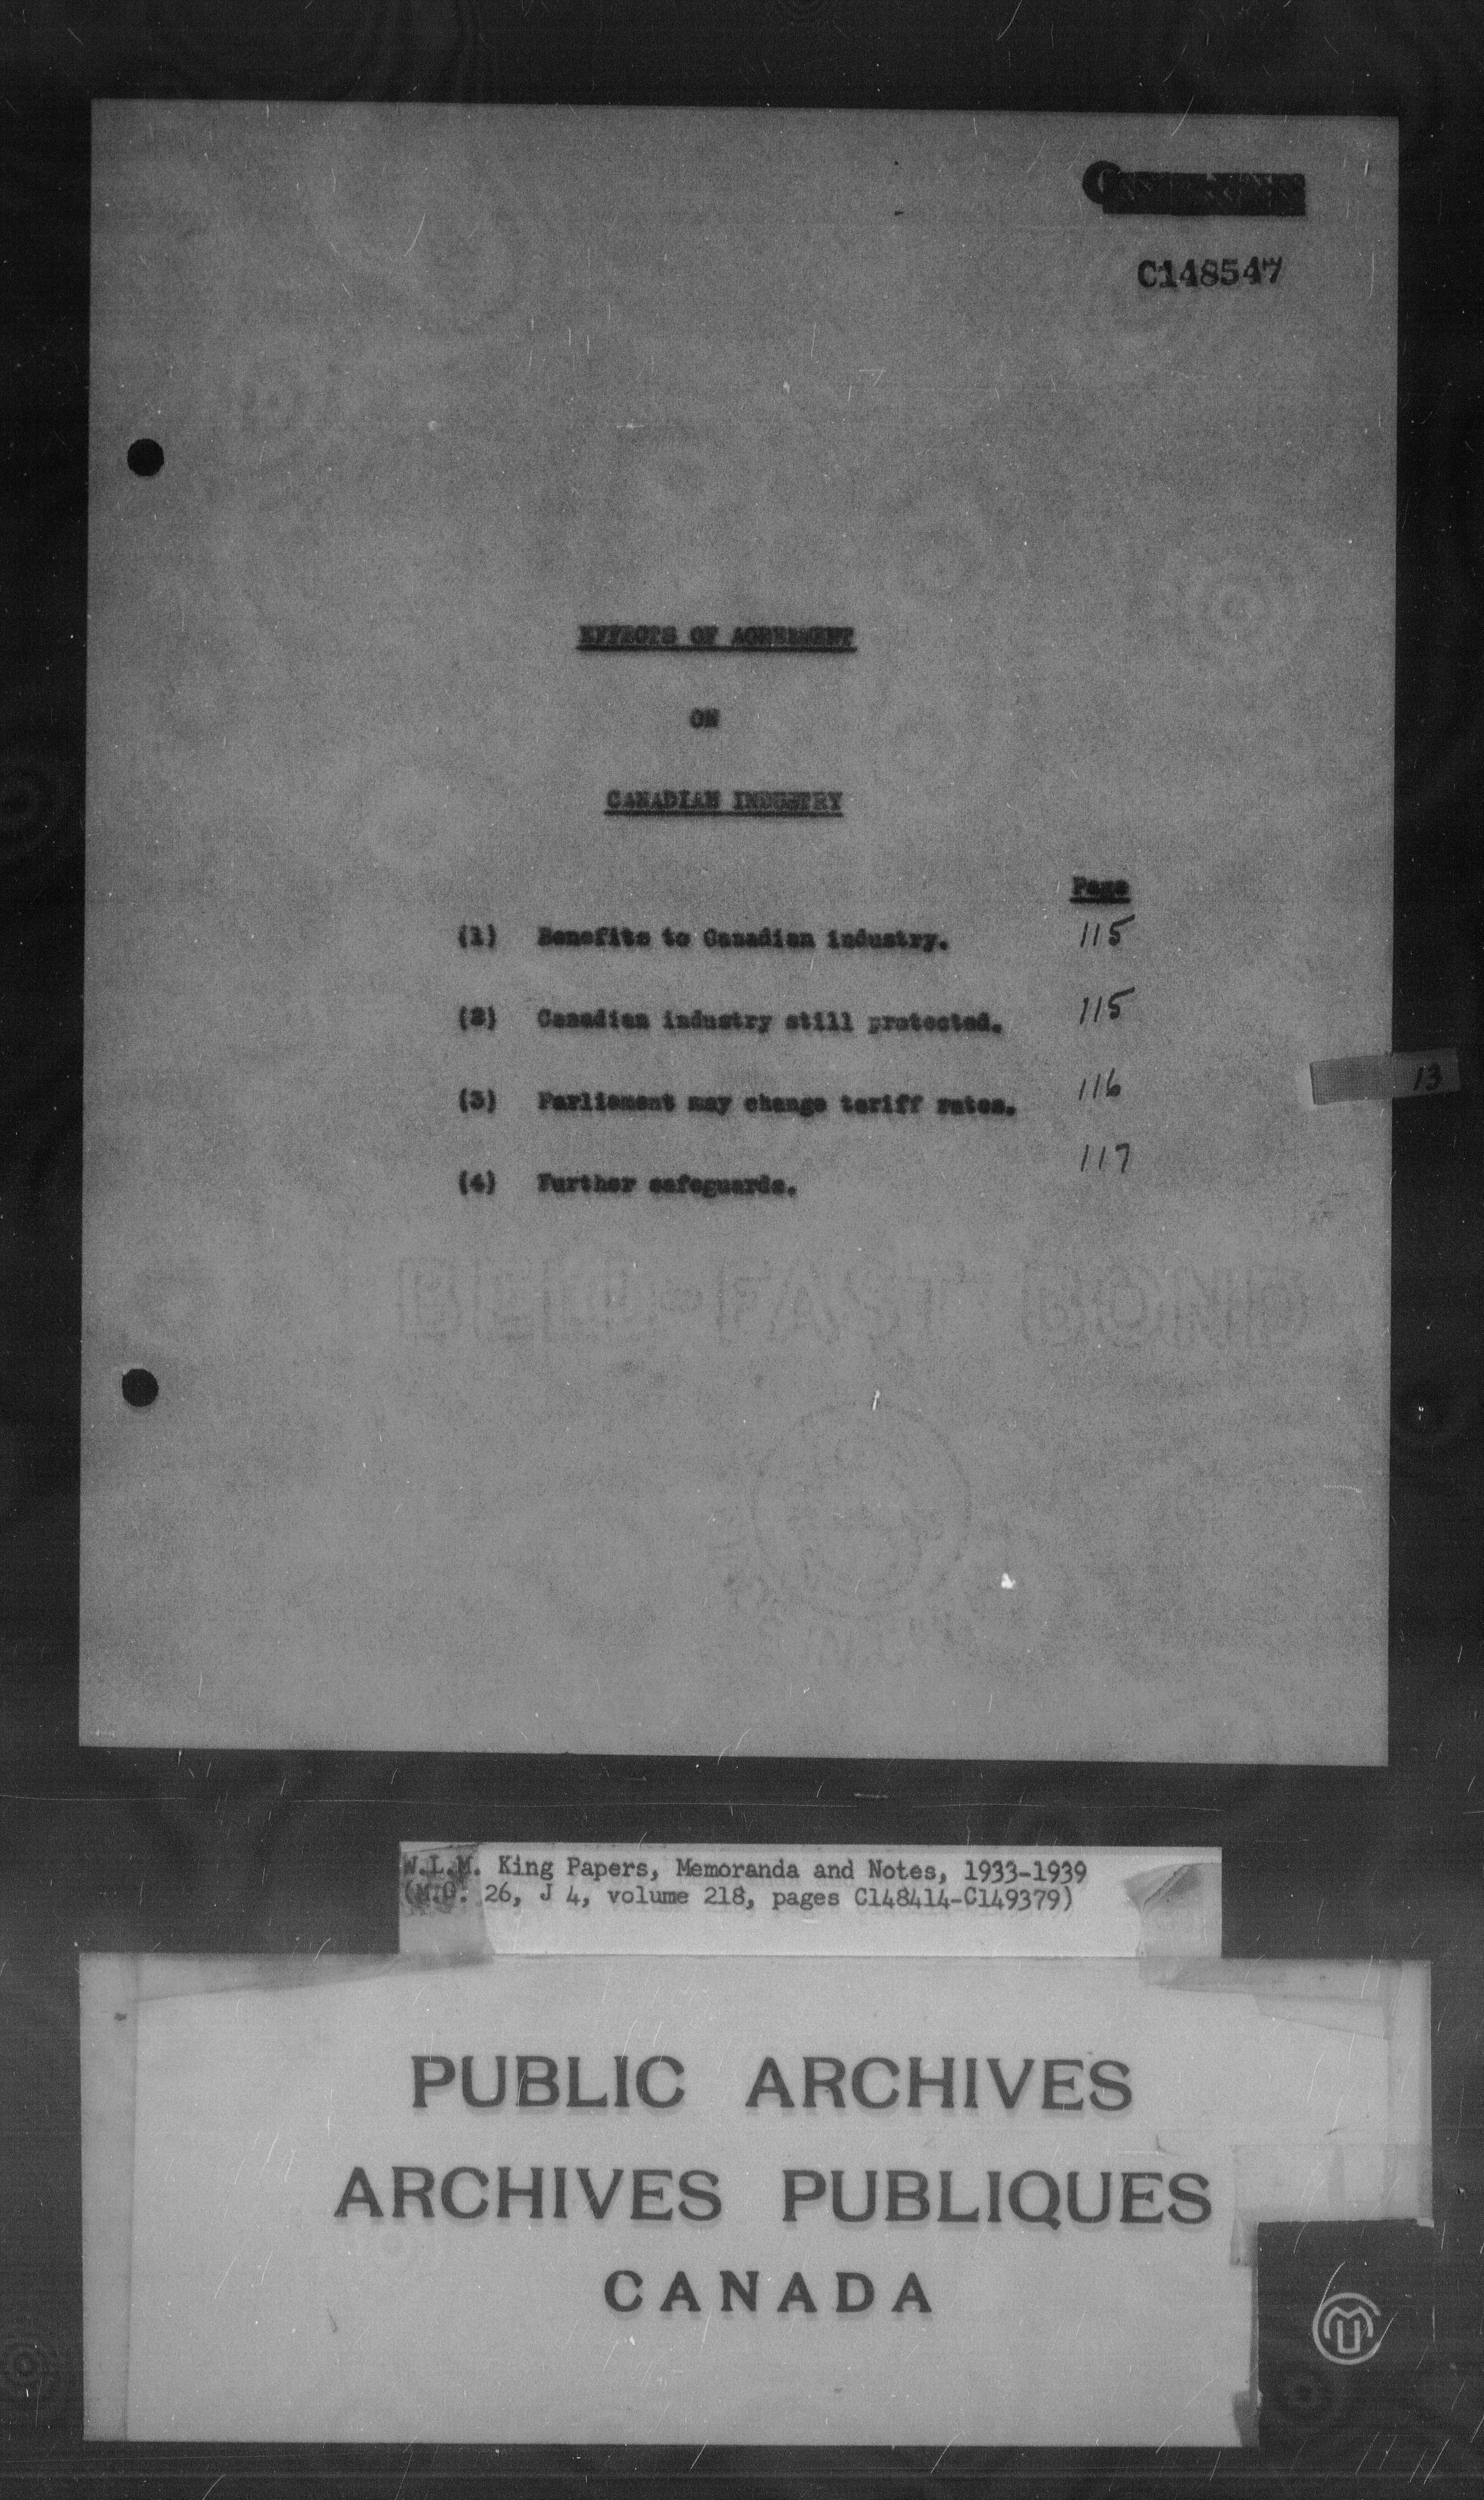 C148547
EFFECTS OF AGREEMENT
ON
CANADIAN INDUSTRY
Page
(1) Benefits to Canadian industry. 115
(2) Canadian industry still protected. 115
(3) Parliament may change tariff rates. 116
(4) Further safeguards. 117
13
BOND
W.L.M. King Papers, Memoranda and Notes, 1933-1939
(M.G. 26, J 4, volume 218, pages C148414-C149379)
PUBLIC ARCHIVES
ARCHIVES PUBLIQUES
CANADA